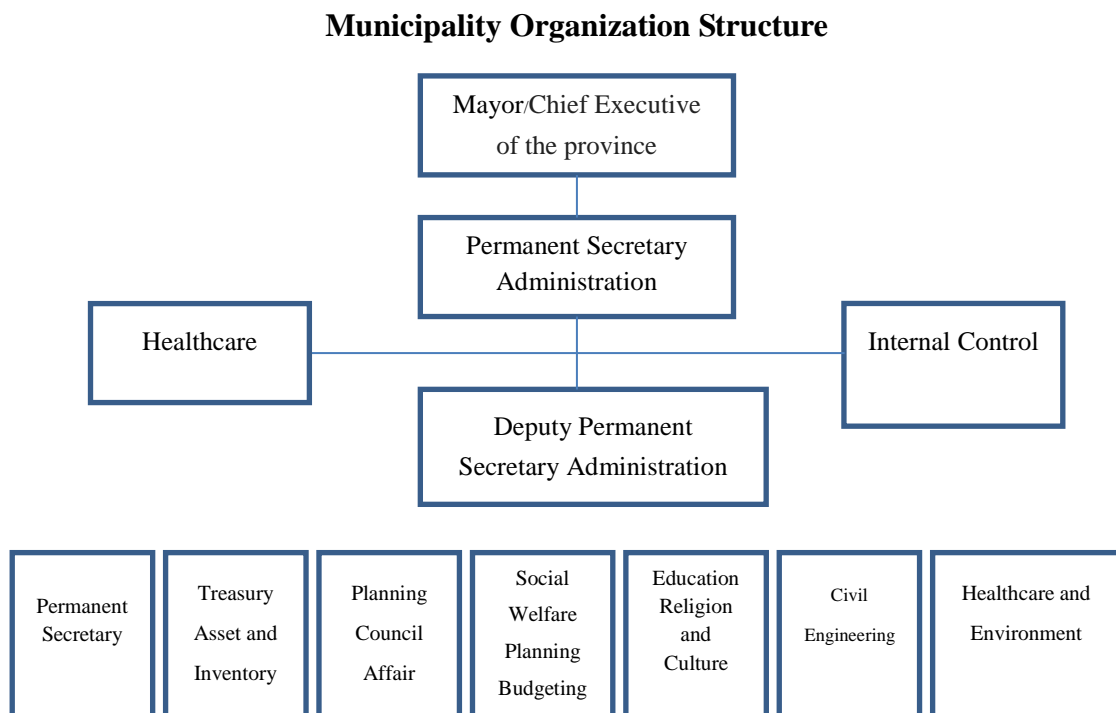 Municipality Organization Structure
Mayor/Chief Executive
of the province
Permanent Secretary
Administration
Healthcare
Internal Control
Deputy Permanent
Secretary Administration
Permanent
Secretary
Treasury
Asset and
Inventory
Planning
Council
Affair
Social
Welfare
Planning
Budgeting
Education
Religion
and
Culture
Civil
Engineering
Healthcare and
Environment